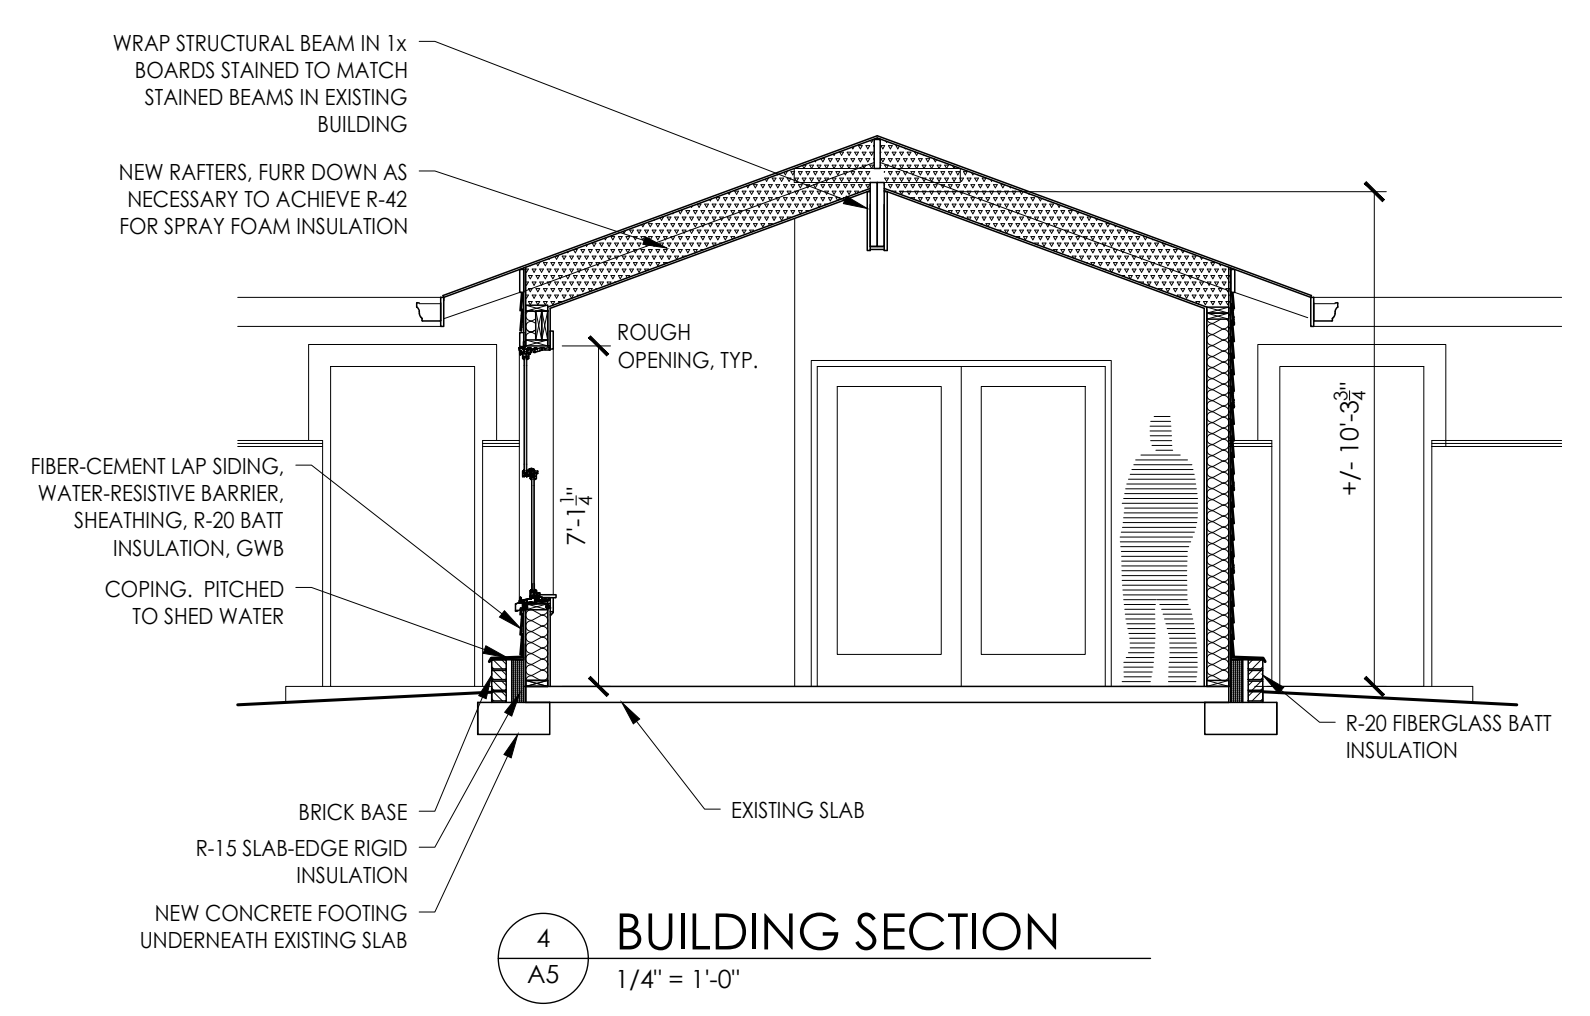 WRAP STRUCTURAL BEAM IN 1x
BOARDS STAINED TO MATCH
STAINED BEAMS IN EXISTING
BUILDING
NEW RAFTERS, FURR DOWN AS
NECESSARY TO ACHIEVE R-42
FOR SPRAY FOAM INSULATION
ROUGH
OPENING, TYP.
7'-1 1/4"
+/- 10'-3 3/4"
FIBER-CEMENT LAP SIDING,
WATER-RESISTIVE BARRIER,
SHEATHING, R-20 BATT
INSULATION, GWB
COPING. PITCHED
TO SHED WATER
R-20 FIBERGLASS BATT
INSULATION
BRICK BASE
EXISTING SLAB
R-15 SLAB-EDGE RIGID
INSULATION
NEW CONCRETE FOOTING
UNDERNEATH EXISTING SLAB
4
A5
BUILDING SECTION
1/4" = 1'-0"